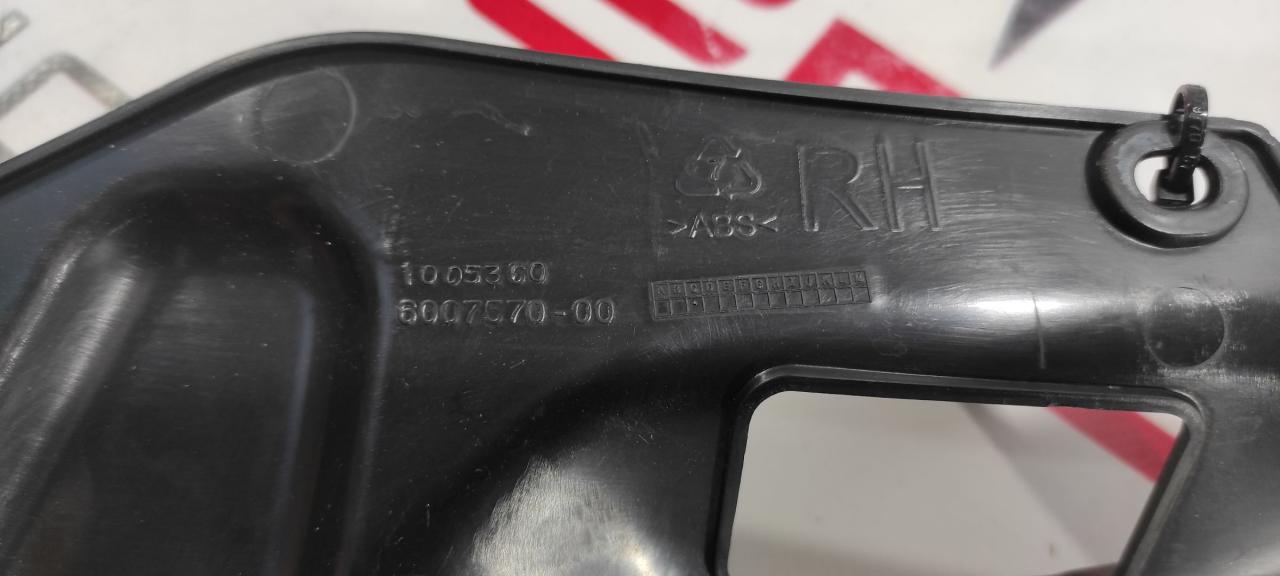 RH
>ABS<
1005360
6007570-00
A B C D E F G H I J K L M